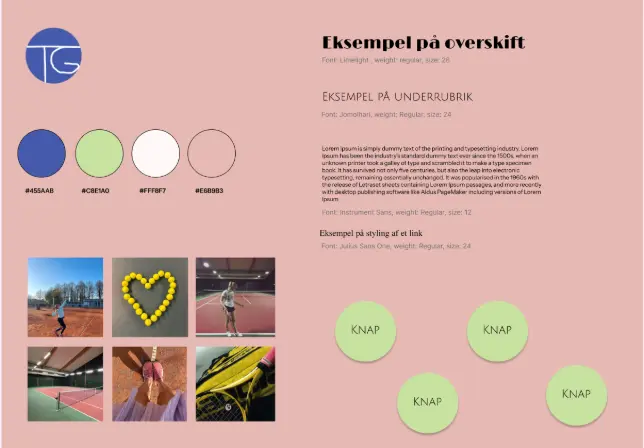 TG
#455AAB
#C8E1A0
#FFF8F7
#E6B9B3
Eksempel på overskift
Font: Limelight , weight: regular, size: 26
Eksempel på underrubrik
Font: Jomolhari, weight: Regular, size: 24
Lorem Ipsum is simply dummy text of the printing and typesetting industry. Lorem
Ipsum has been the industry's standard dummy text ever since the 1500s, when an
unknown printer took a galley of type and scrambled it to make a type specimen
book. It has survived not only five centuries, but also the leap into electronic
typesetting, remaining essentially unchanged. It was popularised in the 1960s with
the release of Letraset sheets containing Lorem Ipsum passages, and more recently
with desktop publishing software like Aldus PageMaker including versions of Lorem
Ipsum
Font: Instrument Sans, weight: Regular, size: 12
Eksempel på styling af et link
Font: Julius Sans One, weight: Regular, size: 24
Knap
Knap
Knap
Knap